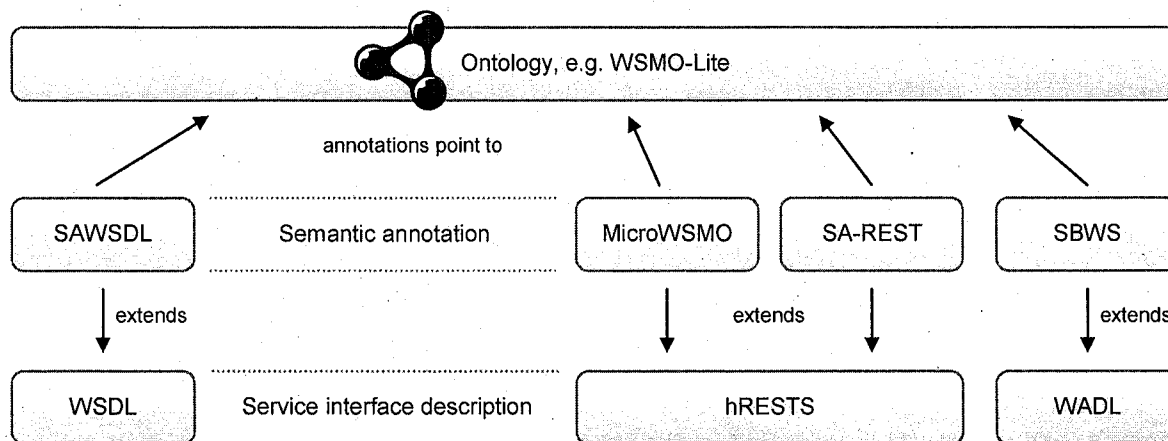 Ontology, e.g. WSMO-Lite
annotations point to
SAWSDL Semantic annotation MicroWSMO SA-REST SBWS
extends extends extends
WSDL Service interface description hRESTS WADL